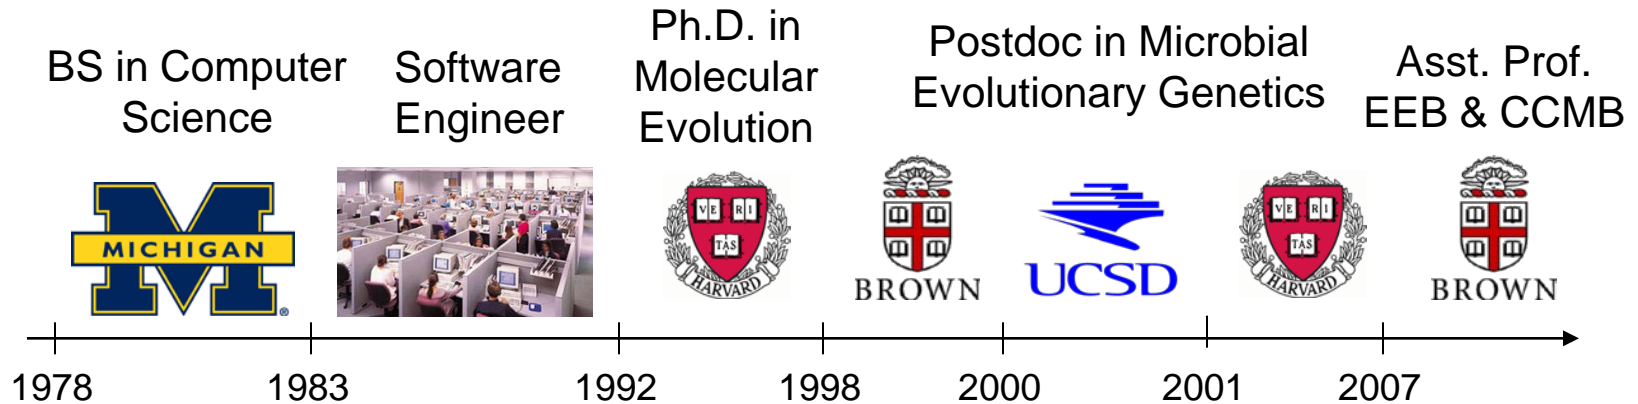 BS in Computer
Science
Software
Engineer
Ph.D. in
Molecular
Evolution
Postdoc in Microbial
Evolutionary Genetics
Asst. Prof.
EEB & CCMB
MICHIGAN
®
VE RI
TAS
HARVARD
BROWN
UCSD
VE RI
TAS
HARVARD
BROWN
1978
1983
1992
1998
2000
2001
2007